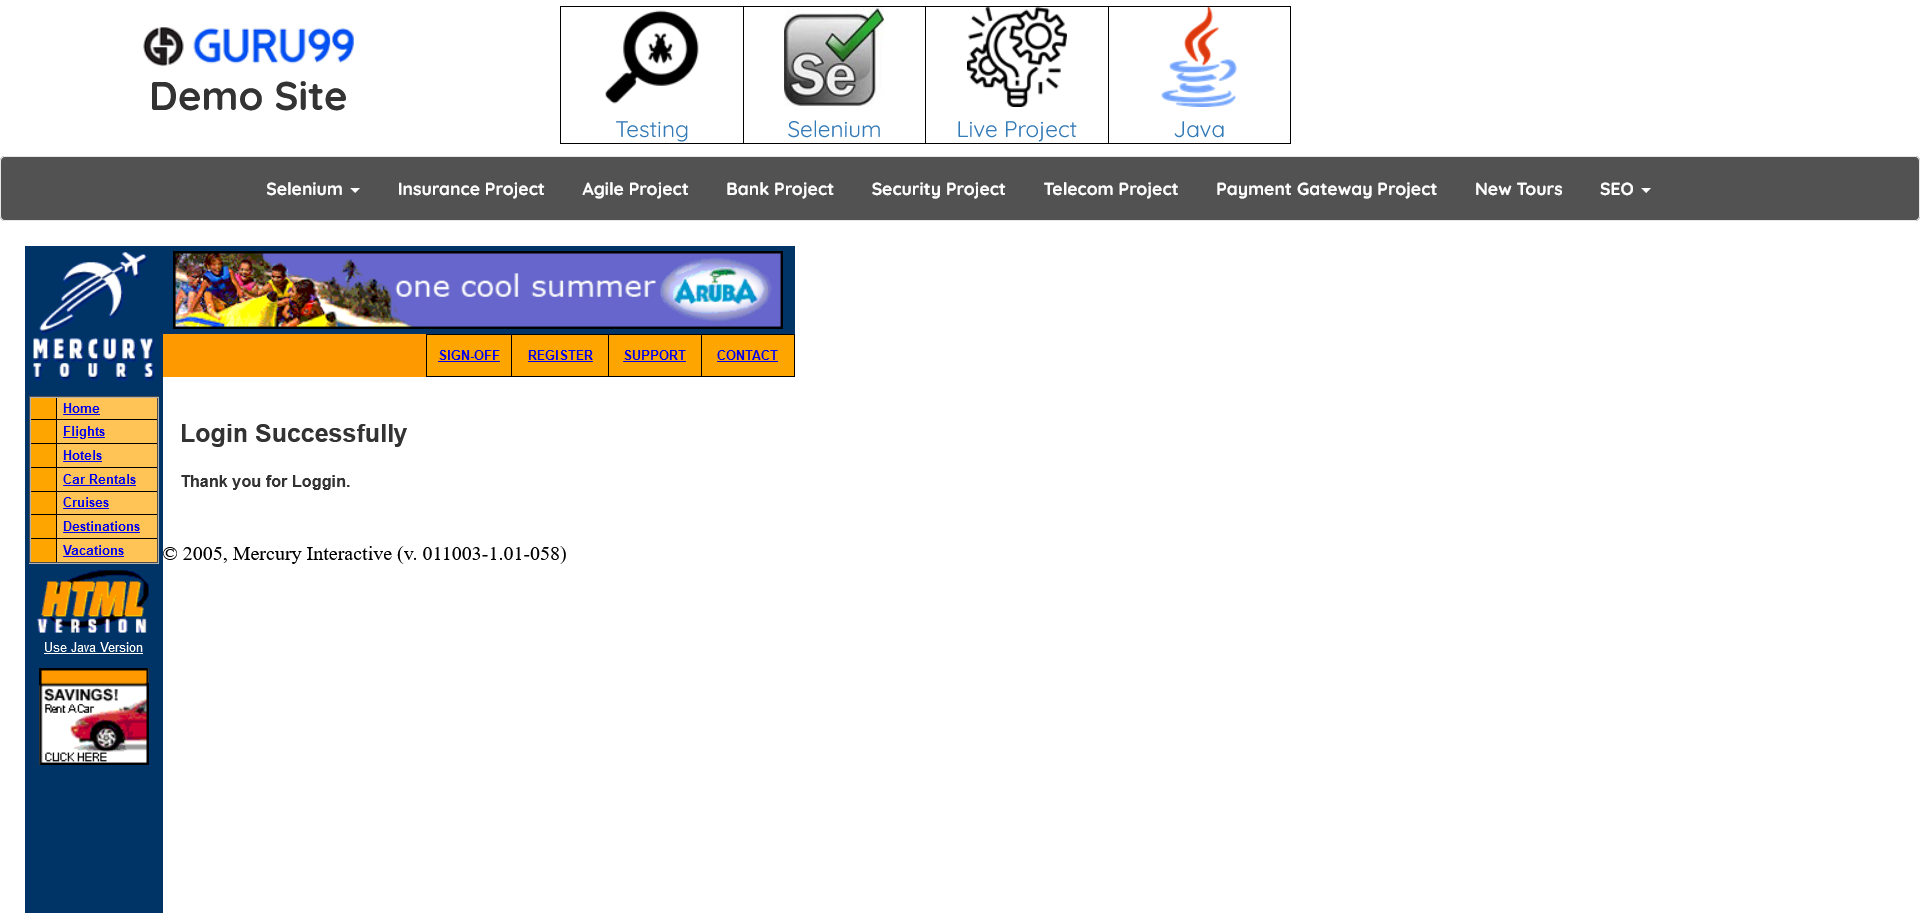 GURU99
Demo Site
Se
Testing
Selenium
Live Project
Java
Selenium
Insurance Project
Agile Project
Bank Project
Security Project
Telecom Project
Payment Gateway Project
New Tours
SEO
one cool summer
ARUBA
MERCURY
TOURS
SIGN-OFF
REGISTER
SUPPORT
CONTACT
Home
Flights
Hotels
Car Rentals
Cruises
Destinations
Vacations
Login Successfully
Thank you for Loggin.
© 2005, Mercury Interactive (v. 011003-1.01-058)
HTML
VERSION
Use Java Version
SAVINGS!
Rent A Car
CLICK HERE